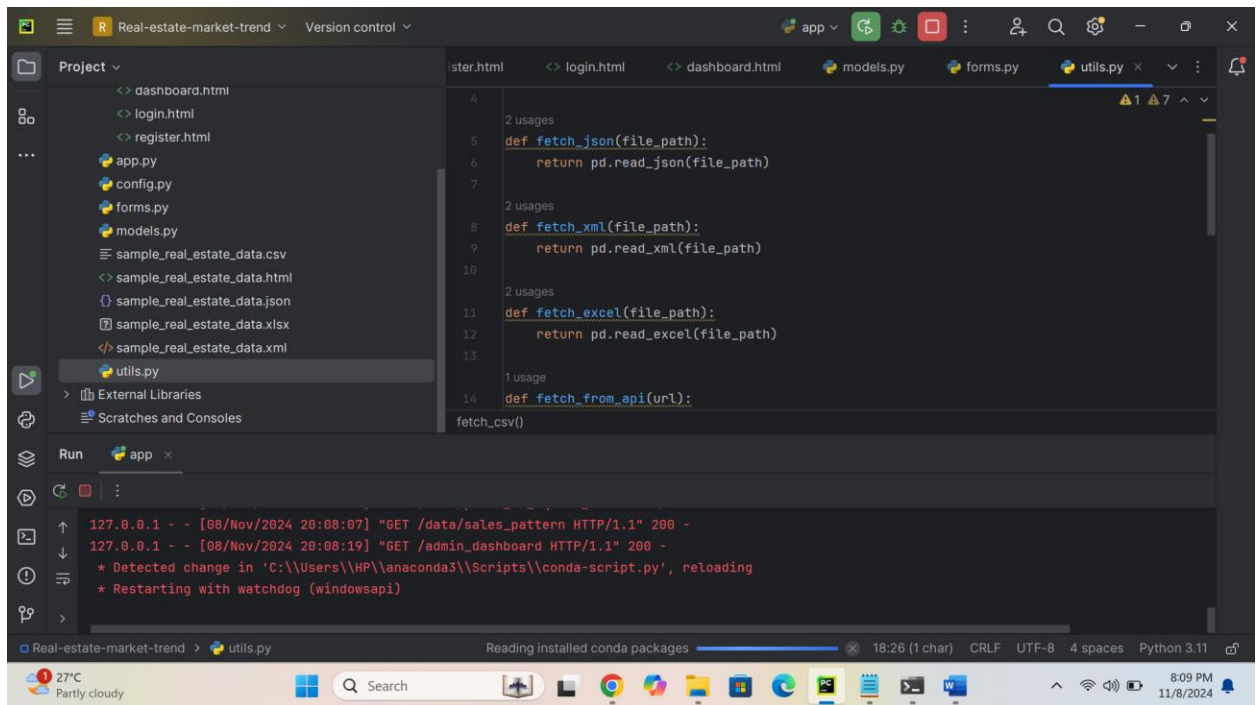 R Real-estate-market-trend Version control app
Project
ster.html <> login.html <> dashboard.html models.py forms.py utils.py
<> dashboard.html
<> login.html
<> register.html
app.py
config.py
forms.py
models.py
sample_real_estate_data.csv
<> sample_real_estate_data.html
{} sample_real_estate_data.json
sample_real_estate_data.xlsx
</> sample_real_estate_data.xml
utils.py
External Libraries
Scratches and Consoles
1 7
4
2 usages
5 def fetch_json(file_path):
6 return pd.read_json(file_path)
7
2 usages
8 def fetch_xml(file_path):
9 return pd.read_xml(file_path)
10
2 usages
11 def fetch_excel(file_path):
12 return pd.read_excel(file_path)
13
1 usage
14 def fetch_from_api(url):
fetch_csv()
Run app
127.0.0.1 - - [08/Nov/2024 20:08:07] "GET /data/sales_pattern HTTP/1.1" 200 -
127.0.0.1 - - [08/Nov/2024 20:08:19] "GET /admin_dashboard HTTP/1.1" 200 -
* Detected change in 'C:\\Users\\HP\\anaconda3\\Scripts\\conda-script.py', reloading
* Restarting with watchdog (windowsapi)
Real-estate-market-trend > utils.py Reading installed conda packages 18:26 (1 char) CRLF UTF-8 4 spaces Python 3.11
27°C
Partly cloudy
Search
8:09 PM
11/8/2024